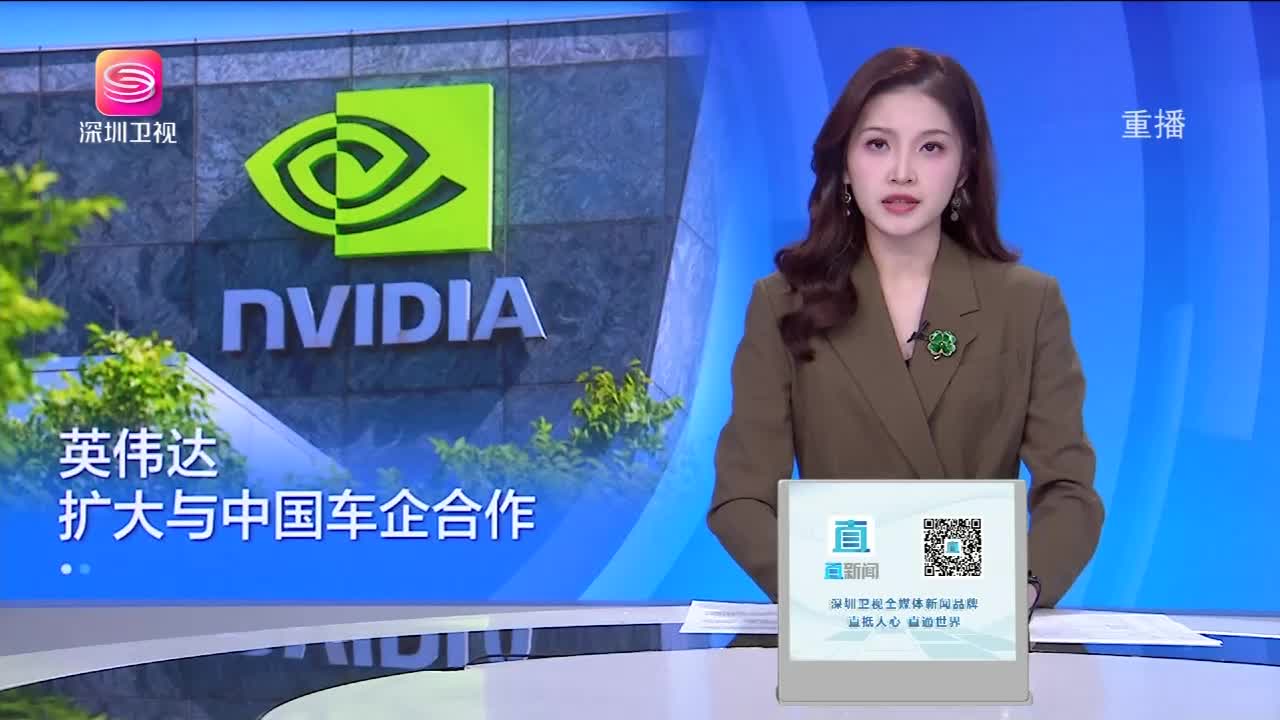 深圳卫视
重播
NVIDIA
英伟达
扩大与中国车企合作
直
直新闻
直
深圳卫视全媒体新闻品牌
直抵人心 直通世界